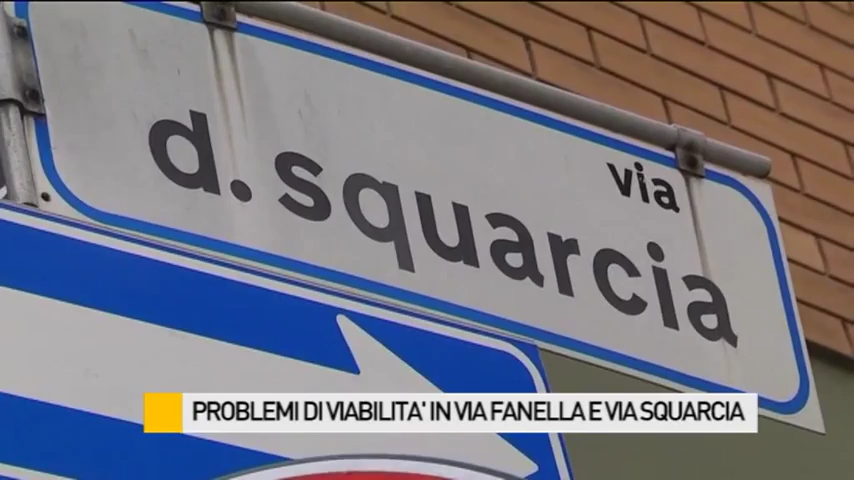 via
d. squarcia
PROBLEMI DI VIABILITA' IN VIA FANELLA E VIA SQUARCIA